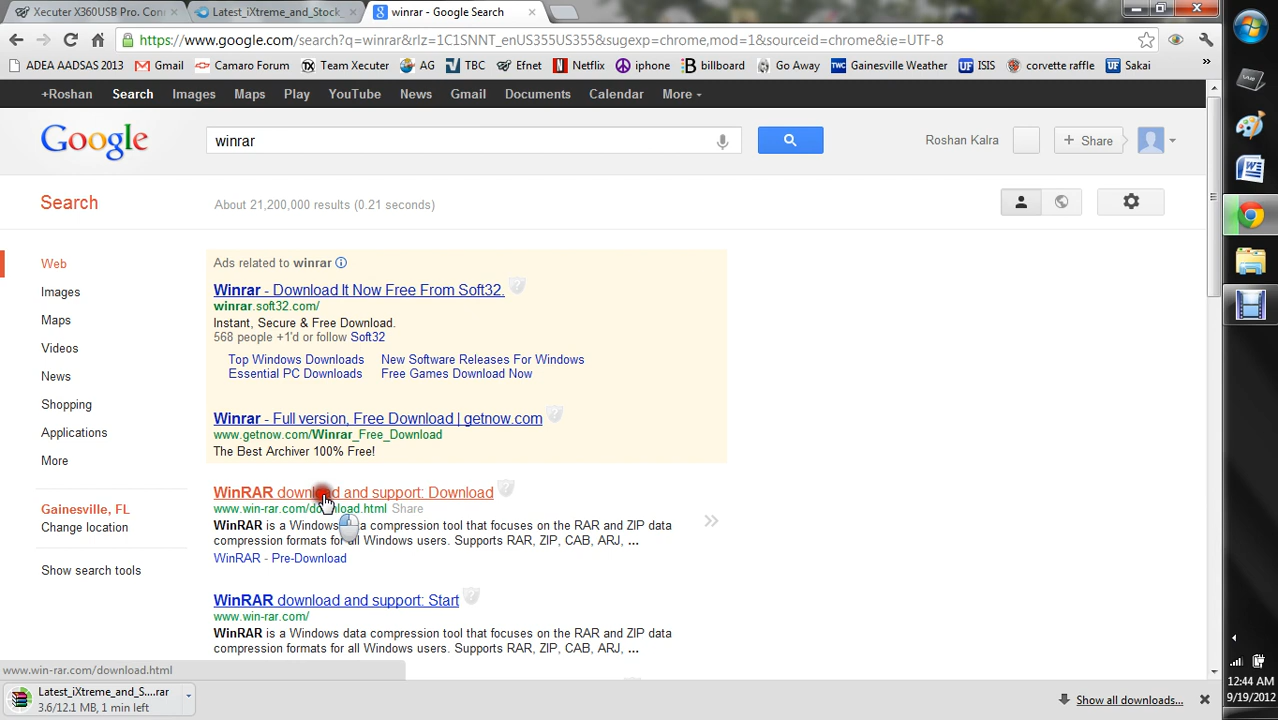 Xecuter X360USB Pro. Conn
Latest_iXtreme_and_Stock_
winrar - Google Search
https://www.google.com/search?q=winrar&rlz=1C1SNNT_enUS355US355&sugexp=chrome,mod=1&sourceid=chrome&ie=UTF-8
ADEA AADSAS 2013 Gmail Camaro Forum Team Xecuter AG TBC Efnet Netflix iphone billboard Go Away Gainesville Weather ISIS corvette raffle Sakai
+Roshan Search Images Maps Play YouTube News Gmail Documents Calendar More
Google
winrar
Roshan Kalra
+ Share
Search
About 21,200,000 results (0.21 seconds)
Web
Images
Maps
Videos
News
Shopping
Applications
More
Gainesville, FL
Change location
Show search tools
Ads related to winrar
Winrar - Download It Now Free From Soft32.
winrar.soft32.com/
Instant, Secure & Free Download.
568 people +1'd or follow Soft32
Top Windows Downloads New Software Releases For Windows
Essential PC Downloads Free Games Download Now
Winrar - Full version, Free Download | getnow.com
www.getnow.com/Winrar_Free_Download
The Best Archiver 100% Free!
WinRAR download and support: Download
www.win-rar.com/download.html Share
WinRAR is a Windows data compression tool that focuses on the RAR and ZIP data
compression formats for all Windows users. Supports RAR, ZIP, CAB, ARJ, ...
WinRAR - Pre-Download
WinRAR download and support: Start
www.win-rar.com/
WinRAR is a Windows data compression tool that focuses on the RAR and ZIP data
compression formats for all Windows users. Supports RAR, ZIP, CAB, ARJ, ...
www.win-rar.com/download.html
Latest_iXtreme_and_S....rar
3.6/12.1 MB, 1 min left
Show all downloads...
12:44 AM
9/19/2012